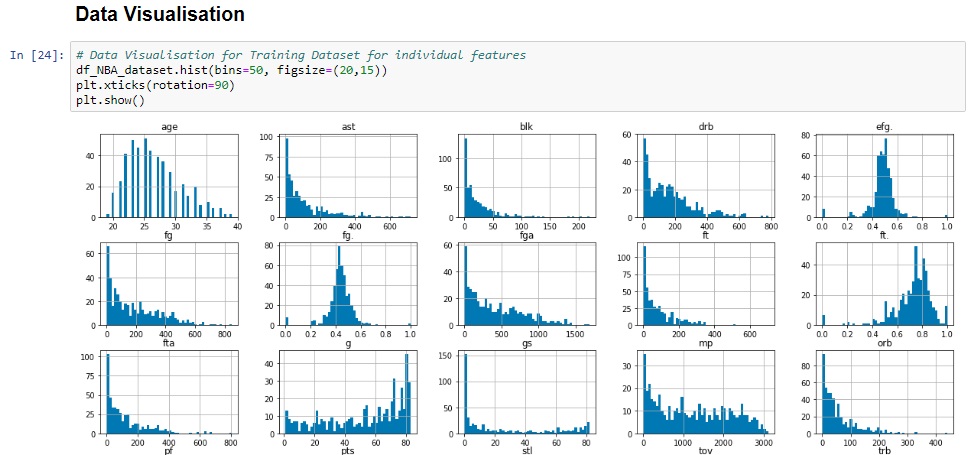 Data Visualisation
In [24]: # Data Visualisation for Training Dataset for individual features
df_NBA_dataset.hist(bins=50, figsize=(20,15))
plt.xticks(rotation=90)
plt.show()
age ast blk drb efg.
40 20 0
100 75 50 25 0
100 50 0
60 40 20 0
80 60 40 20 0
20 25 30 35 40
0 200 400 600
0 50 100 150 200
0 200 400 600 800
0.0 0.2 0.4 0.6 0.8 1.0
fg fg. fga ft ft.
60 40 20 0
80 60 40 20 0
60 40 20 0
100 75 50 25 0
40 20 0
0 200 400 600 800
0.0 0.2 0.4 0.6 0.8 1.0
0 500 1000 1500
0 200 400 600
0.0 0.2 0.4 0.6 0.8 1.0
fta g gs mp orb
100 75 50 25 0
40 30 20 10 0
150 100 50 0
30 20 10 0
80 60 40 20 0
0 200 400 600 800
0 20 40 60 80
0 20 40 60 80
0 1000 2000 3000
0 100 200 300 400
pf pts stl tov trb